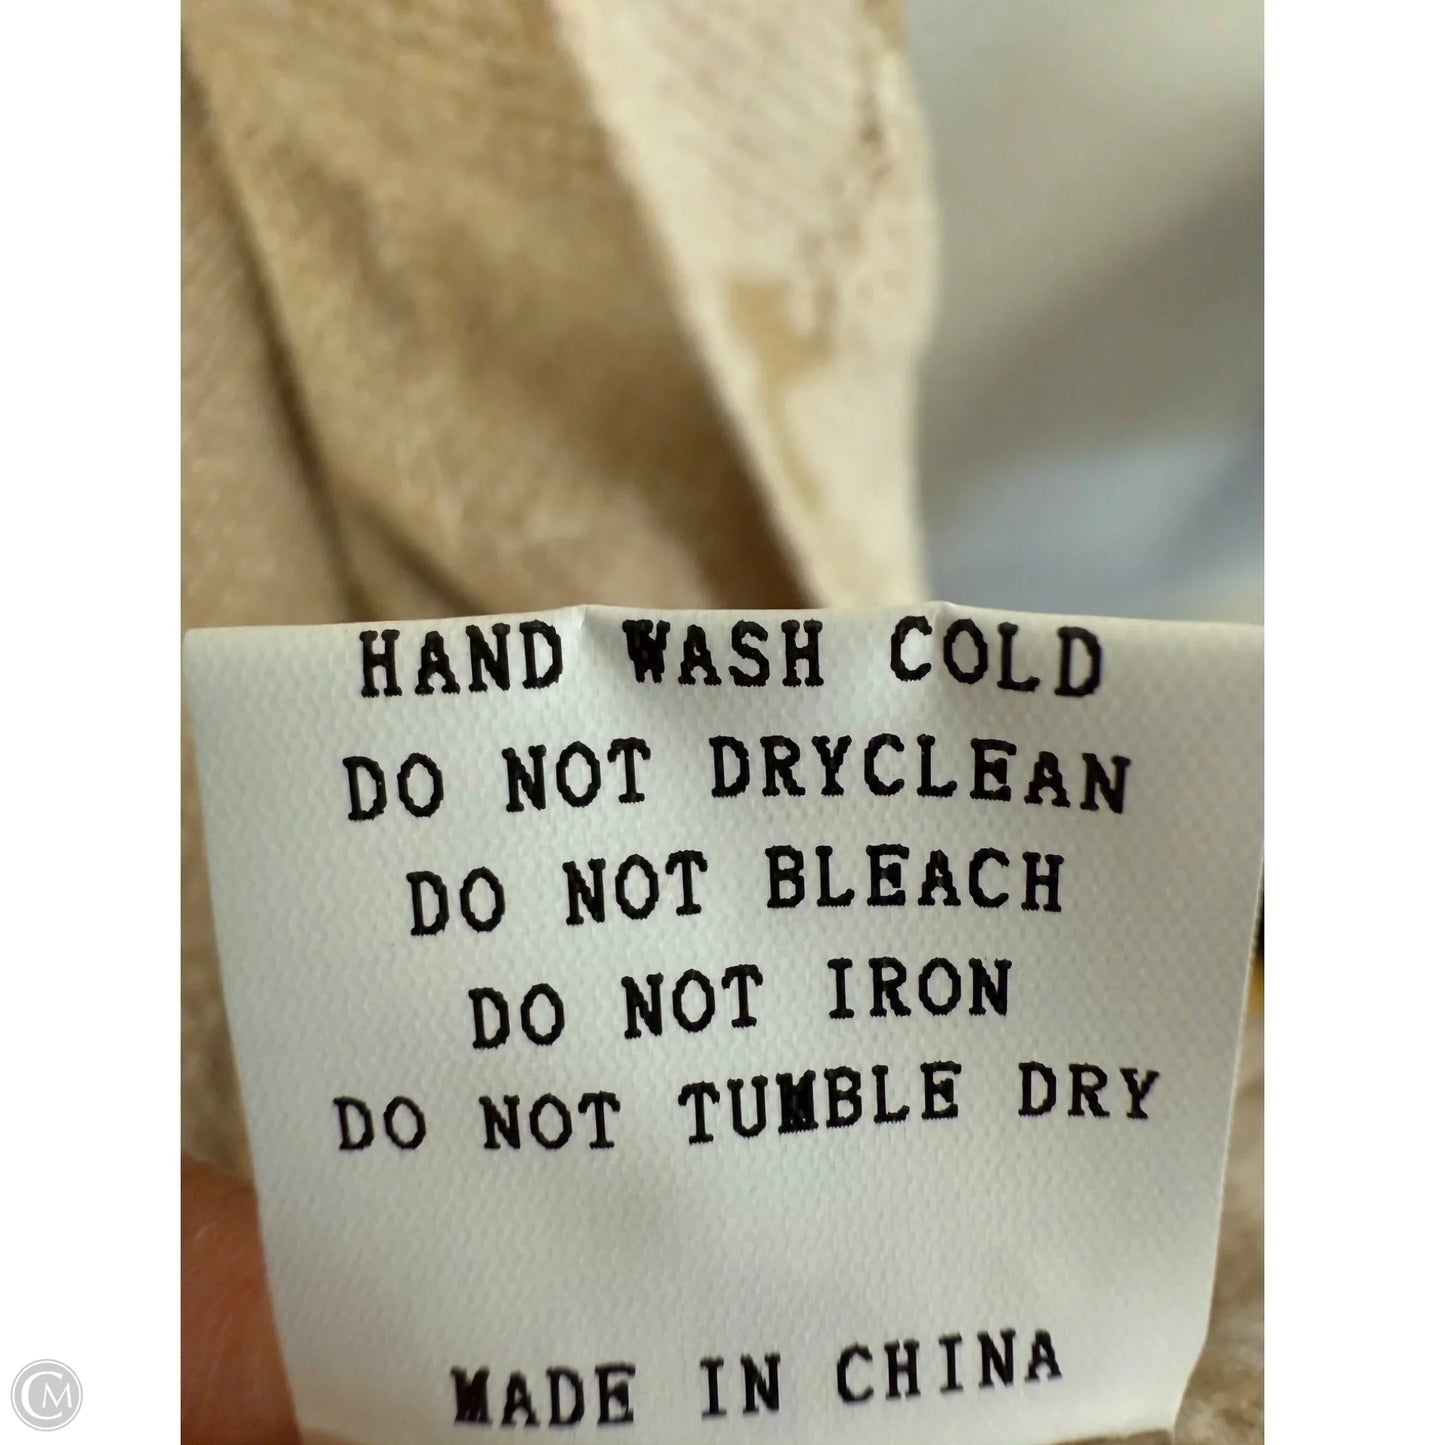 HAND WASH COLD
DO NOT DRYCLEAN
DO NOT BLEACH
DO NOT IRON
DO NOT TUMBLE DRY
MADE IN CHINA
CM